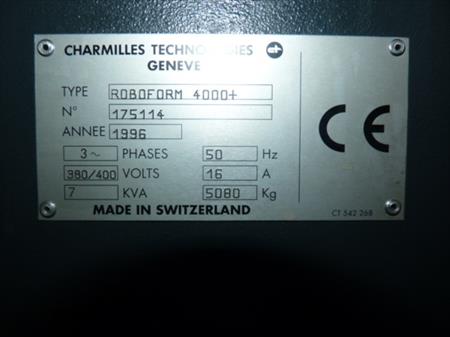 CHARMILLES TECHNOLOGIES
GENEVE
TYPE ROBOFORM 4000+
N° 175114
ANNEE 1996
3~ PHASES 50 Hz
380/400 VOLTS 16 A
7 KVA 5080 Kg
MADE IN SWITZERLAND
CE
CT 542 268